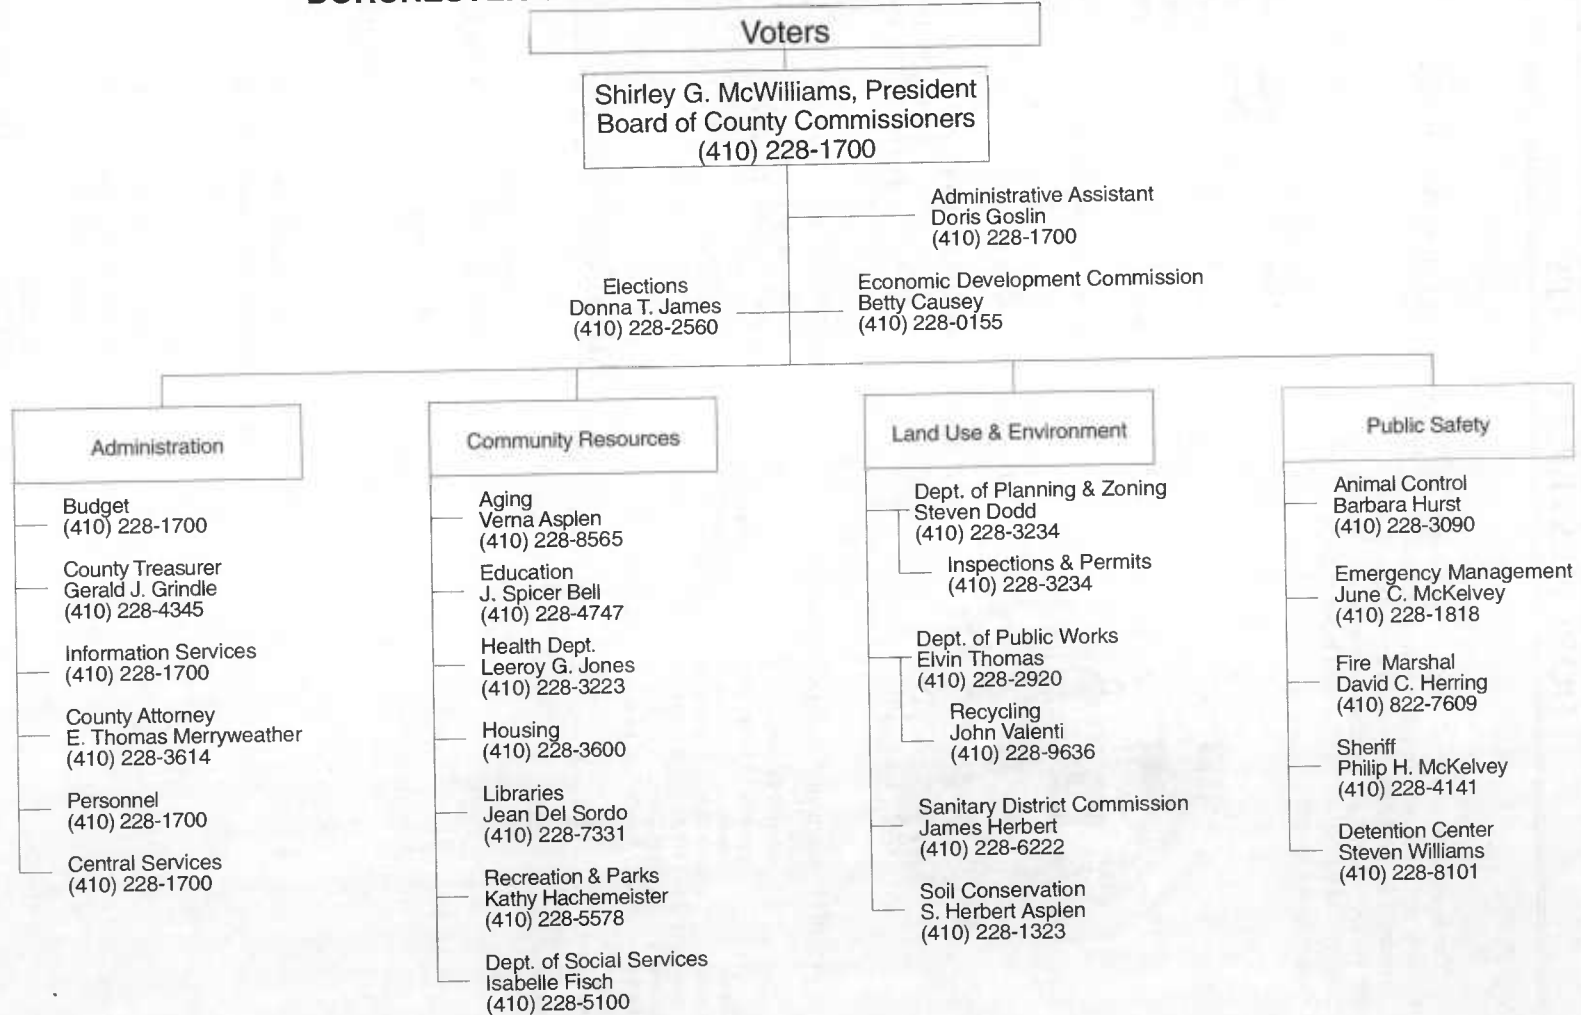 Voters
Shirley G. McWilliams, President
Board of County Commissioners
(410) 228-1700
Administrative Assistant
Doris Goslin
(410) 228-1700
Elections
Donna T. James
(410) 228-2560
Economic Development Commission
Betty Causey
(410) 228-0155
Administration
Budget
(410) 228-1700
County Treasurer
Gerald J. Grindle
(410) 228-4345
Information Services
(410) 228-1700
County Attorney
E. Thomas Merryweather
(410) 228-3614
Personnel
(410) 228-1700
Central Services
(410) 228-1700
Community Resources
Aging
Verna Asplen
(410) 228-8565
Education
J. Spicer Bell
(410) 228-4747
Health Dept.
Leeroy G. Jones
(410) 228-3223
Housing
(410) 228-3600
Libraries
Jean Del Sordo
(410) 228-7331
Recreation & Parks
Kathy Hachemeister
(410) 228-5578
Dept. of Social Services
Isabelle Fisch
(410) 228-5100
Land Use & Environment
Dept. of Planning & Zoning
Steven Dodd
(410) 228-3234
Inspections & Permits
(410) 228-3234
Dept. of Public Works
Elvin Thomas
(410) 228-2920
Recycling
John Valenti
(410) 228-9636
Sanitary District Commission
James Herbert
(410) 228-6222
Soil Conservation
S. Herbert Asplen
(410) 228-1323
Public Safety
Animal Control
Barbara Hurst
(410) 228-3090
Emergency Management
June C. McKelvey
(410) 228-1818
Fire Marshal
David C. Herring
(410) 822-7609
Sheriff
Philip H. McKelvey
(410) 228-4141
Detention Center
Steven Williams
(410) 228-8101